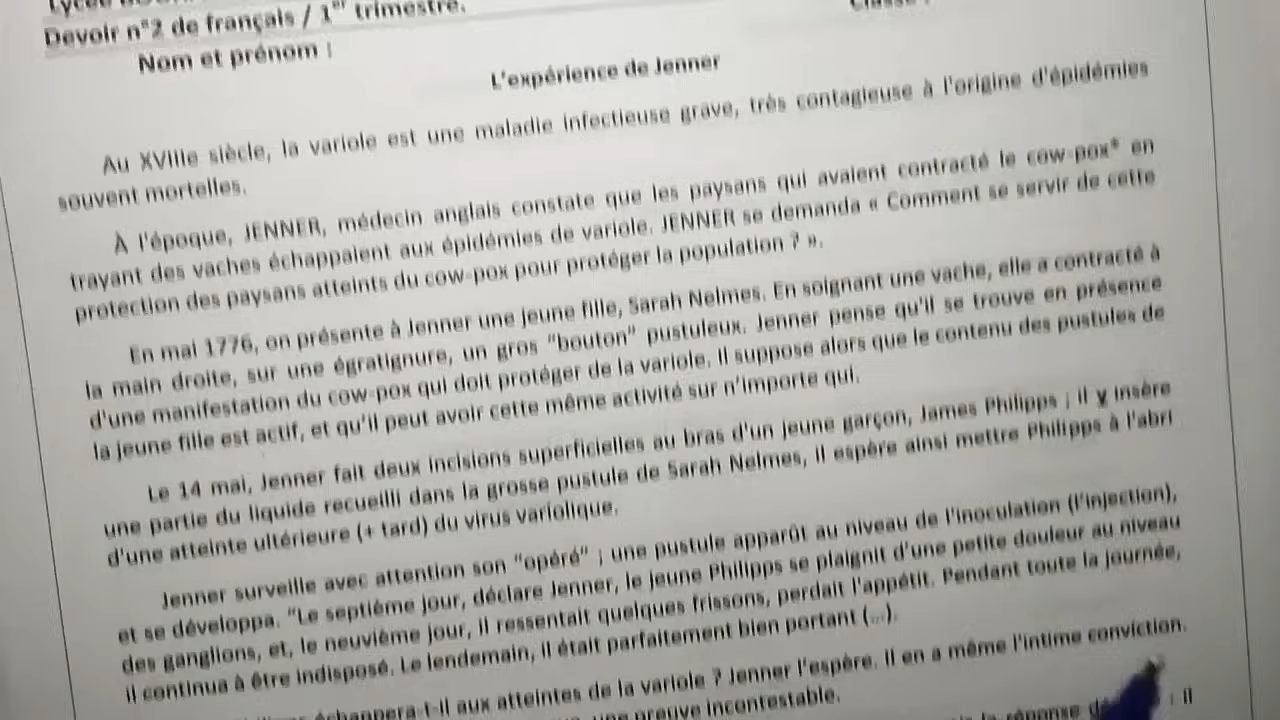 Lycée
Devoir n°2 de français / 1er trimestre.
Classe :
Nom et prénom :
L'expérience de Jenner
Au XVIIIe siècle, la variole est une maladie infectieuse grave, très contagieuse à l'origine d'épidémies
souvent mortelles.
À l'époque, JENNER, médecin anglais constate que les paysans qui avaient contracté le cow-pox* en
trayant des vaches échappaient aux épidémies de variole. JENNER se demanda « Comment se servir de cette
protection des paysans atteints du cow-pox pour protéger la population ? ».
En mai 1776, on présente à Jenner une jeune fille, Sarah Nelmes. En soignant une vache, elle a contracté à
la main droite, sur une égratignure, un gros "bouton" pustuleux. Jenner pense qu'il se trouve en présence
d'une manifestation du cow-pox qui doit protéger de la variole. Il suppose alors que le contenu des pustules de
la jeune fille est actif, et qu'il peut avoir cette même activité sur n'importe qui.
Le 14 mai, Jenner fait deux incisions superficielles au bras d'un jeune garçon, James Philipps ; il y insère
une partie du liquide recueilli dans la grosse pustule de Sarah Nelmes, il espère ainsi mettre Philipps à l'abri
d'une atteinte ultérieure (+ tard) du virus variolique.
Jenner surveille avec attention son "opéré" ; une pustule apparût au niveau de l'inoculation (l'injection),
et se développa. "Le septième jour, déclare Jenner, le jeune Philipps se plaignit d'une petite douleur au niveau
des ganglions, et, le neuvième jour, il ressentait quelques frissons, perdait l'appétit. Pendant toute la journée,
il continua à être indisposé. Le lendemain, il était parfaitement bien portant (...).
échappera-t-il aux atteintes de la variole ? Jenner l'espère. Il en a même l'intime conviction.
une preuve incontestable.
la réponse : il